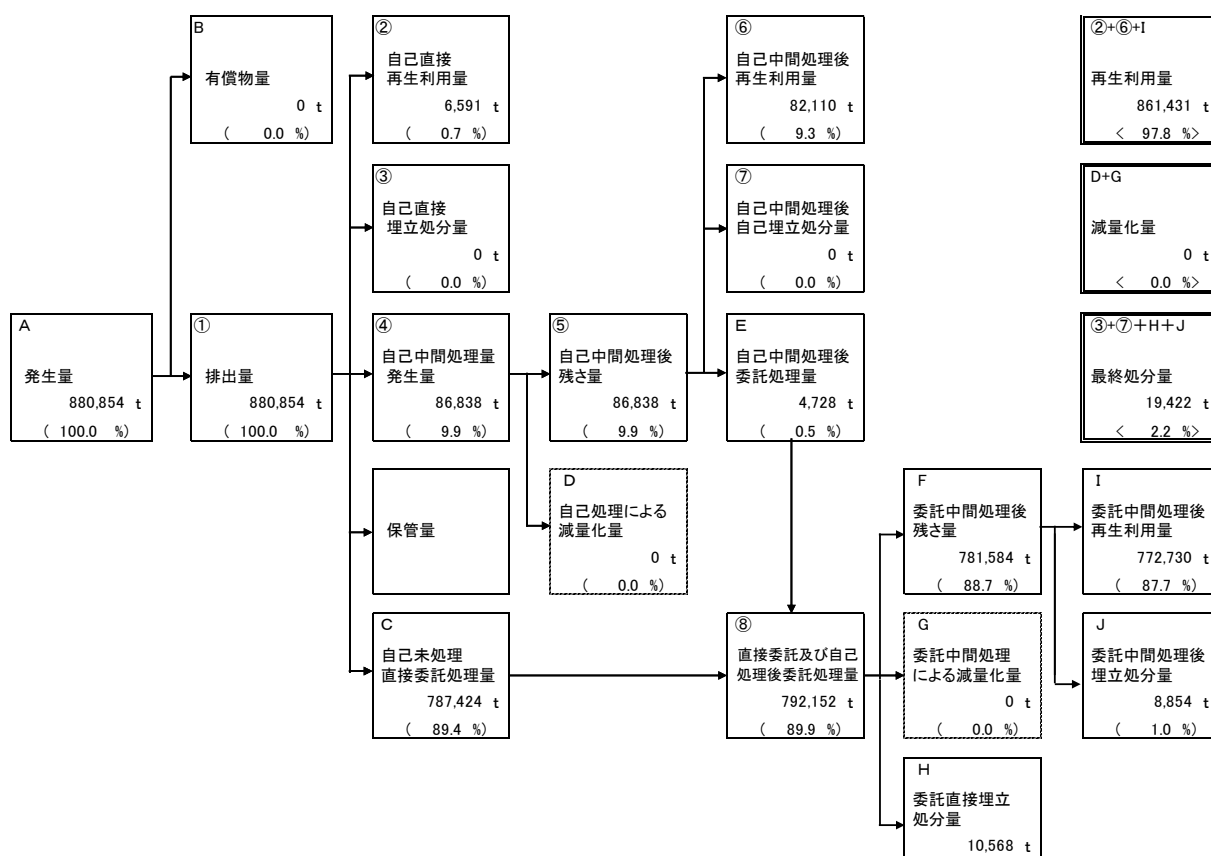 B
有償物量
0 t
( 0.0 %)
②
自己直接
再生利用量
6,591 t
( 0.7 %)
⑥
自己中間処理後
再生利用量
82,110 t
( 9.3 %)
②+⑥+I
再生利用量
861,431 t
< 97.8 %>
③
自己直接
埋立処分量
0 t
( 0.0 %)
⑦
自己中間処理後
自己埋立処分量
0 t
( 0.0 %)
D+G
減量化量
0 t
< 0.0 %>
A
発生量
880,854 t
( 100.0 %)
①
排出量
880,854 t
( 100.0 %)
④
自己中間処理量
発生量
86,838 t
( 9.9 %)
⑤
自己中間処理後
残さ量
86,838 t
( 9.9 %)
E
自己中間処理後
委託処理量
4,728 t
( 0.5 %)
③+⑦+H+J
最終処分量
19,422 t
< 2.2 %>
保管量
D
自己処理による
減量化量
0 t
( 0.0 %)
F
委託中間処理後
残さ量
781,584 t
( 88.7 %)
I
委託中間処理後
再生利用量
772,730 t
( 87.7 %)
C
自己未処理
直接委託処理量
787,424 t
( 89.4 %)
⑧
直接委託及び自己
処理後委託処理量
792,152 t
( 89.9 %)
G
委託中間処理
による減量化量
0 t
( 0.0 %)
J
委託中間処理後
埋立処分量
8,854 t
( 1.0 %)
H
委託直接埋立
処分量
10,568 t